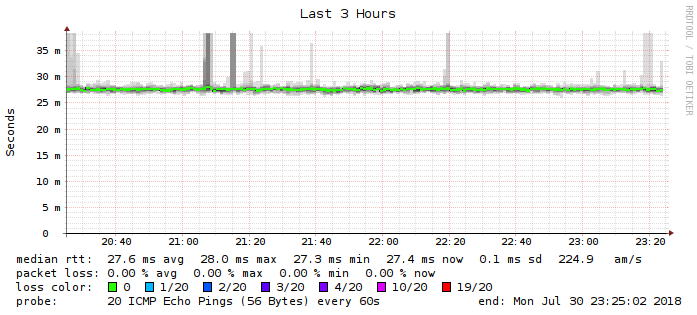 Last 3 Hours
RRDTOOL / TOBI OETIKER
Seconds
35 m
30 m
25 m
20 m
15 m
10 m
5 m
0
20:40 21:00 21:20 21:40 22:00 22:20 22:40 23:00 23:20
median rtt: 27.6 ms avg 28.0 ms max 27.3 ms min 27.4 ms now 0.1 ms sd 224.9 am/s
packet loss: 0.00 % avg 0.00 % max 0.00 % min 0.00 % now
loss color: 0 1/20 2/20 3/20 4/20 10/20 19/20
probe: 20 ICMP Echo Pings (56 Bytes) every 60s end: Mon Jul 30 23:25:02 2018